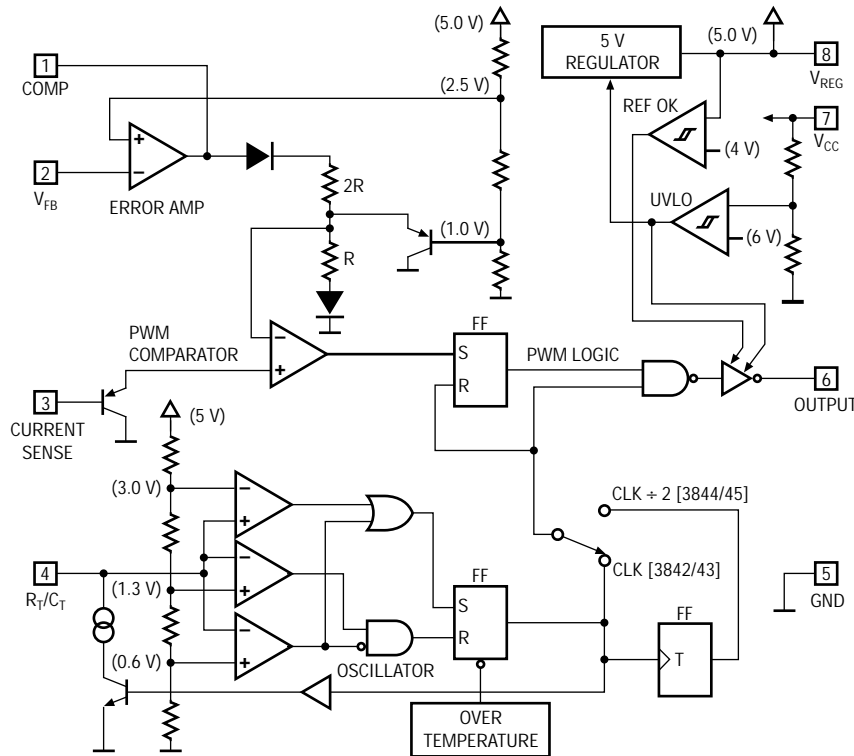 (5.0 V)
5 V
REGULATOR
(5.0 V)
8
VREG
1
COMP
(2.5 V)
REF OK
7
VCC
(4 V)
+
−
2
VFB
ERROR AMP
2R
UVLO
(1.0 V)
(6 V)
R
PWM
COMPARATOR
−
+
FF
S
R
PWM LOGIC
6
OUTPUT
3
CURRENT
SENSE
(5 V)
(3.0 V)
−
+
CLK ÷ 2 [3844/45]
4
RT/CT
−
+
(1.3 V)
CLK [3842/43]
5
GND
FF
S
R
−
+
(0.6 V)
OSCILLATOR
FF
T
OVER
TEMPERATURE